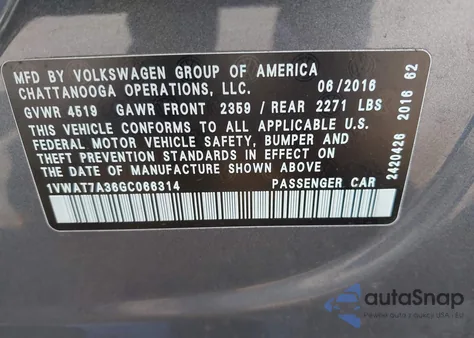 MFD BY VOLKSWAGEN GROUP OF AMERICA
CHATTANOOGA OPERATIONS, LLC. 06/2016
GVWR 4519 GAWR FRONT 2359 / REAR 2271 LBS
THIS VEHICLE CONFORMS TO ALL APPLICABLE U.S.
FEDERAL MOTOR VEHICLE SAFETY, BUMPER AND
THEFT PREVENTION STANDARDS IN EFFECT ON THE
DATE OF MANUFACTURE SHOWN ABOVE
1VWAT7A36GC066314 PASSENGER CAR
2420426 2016 62
autoSnap